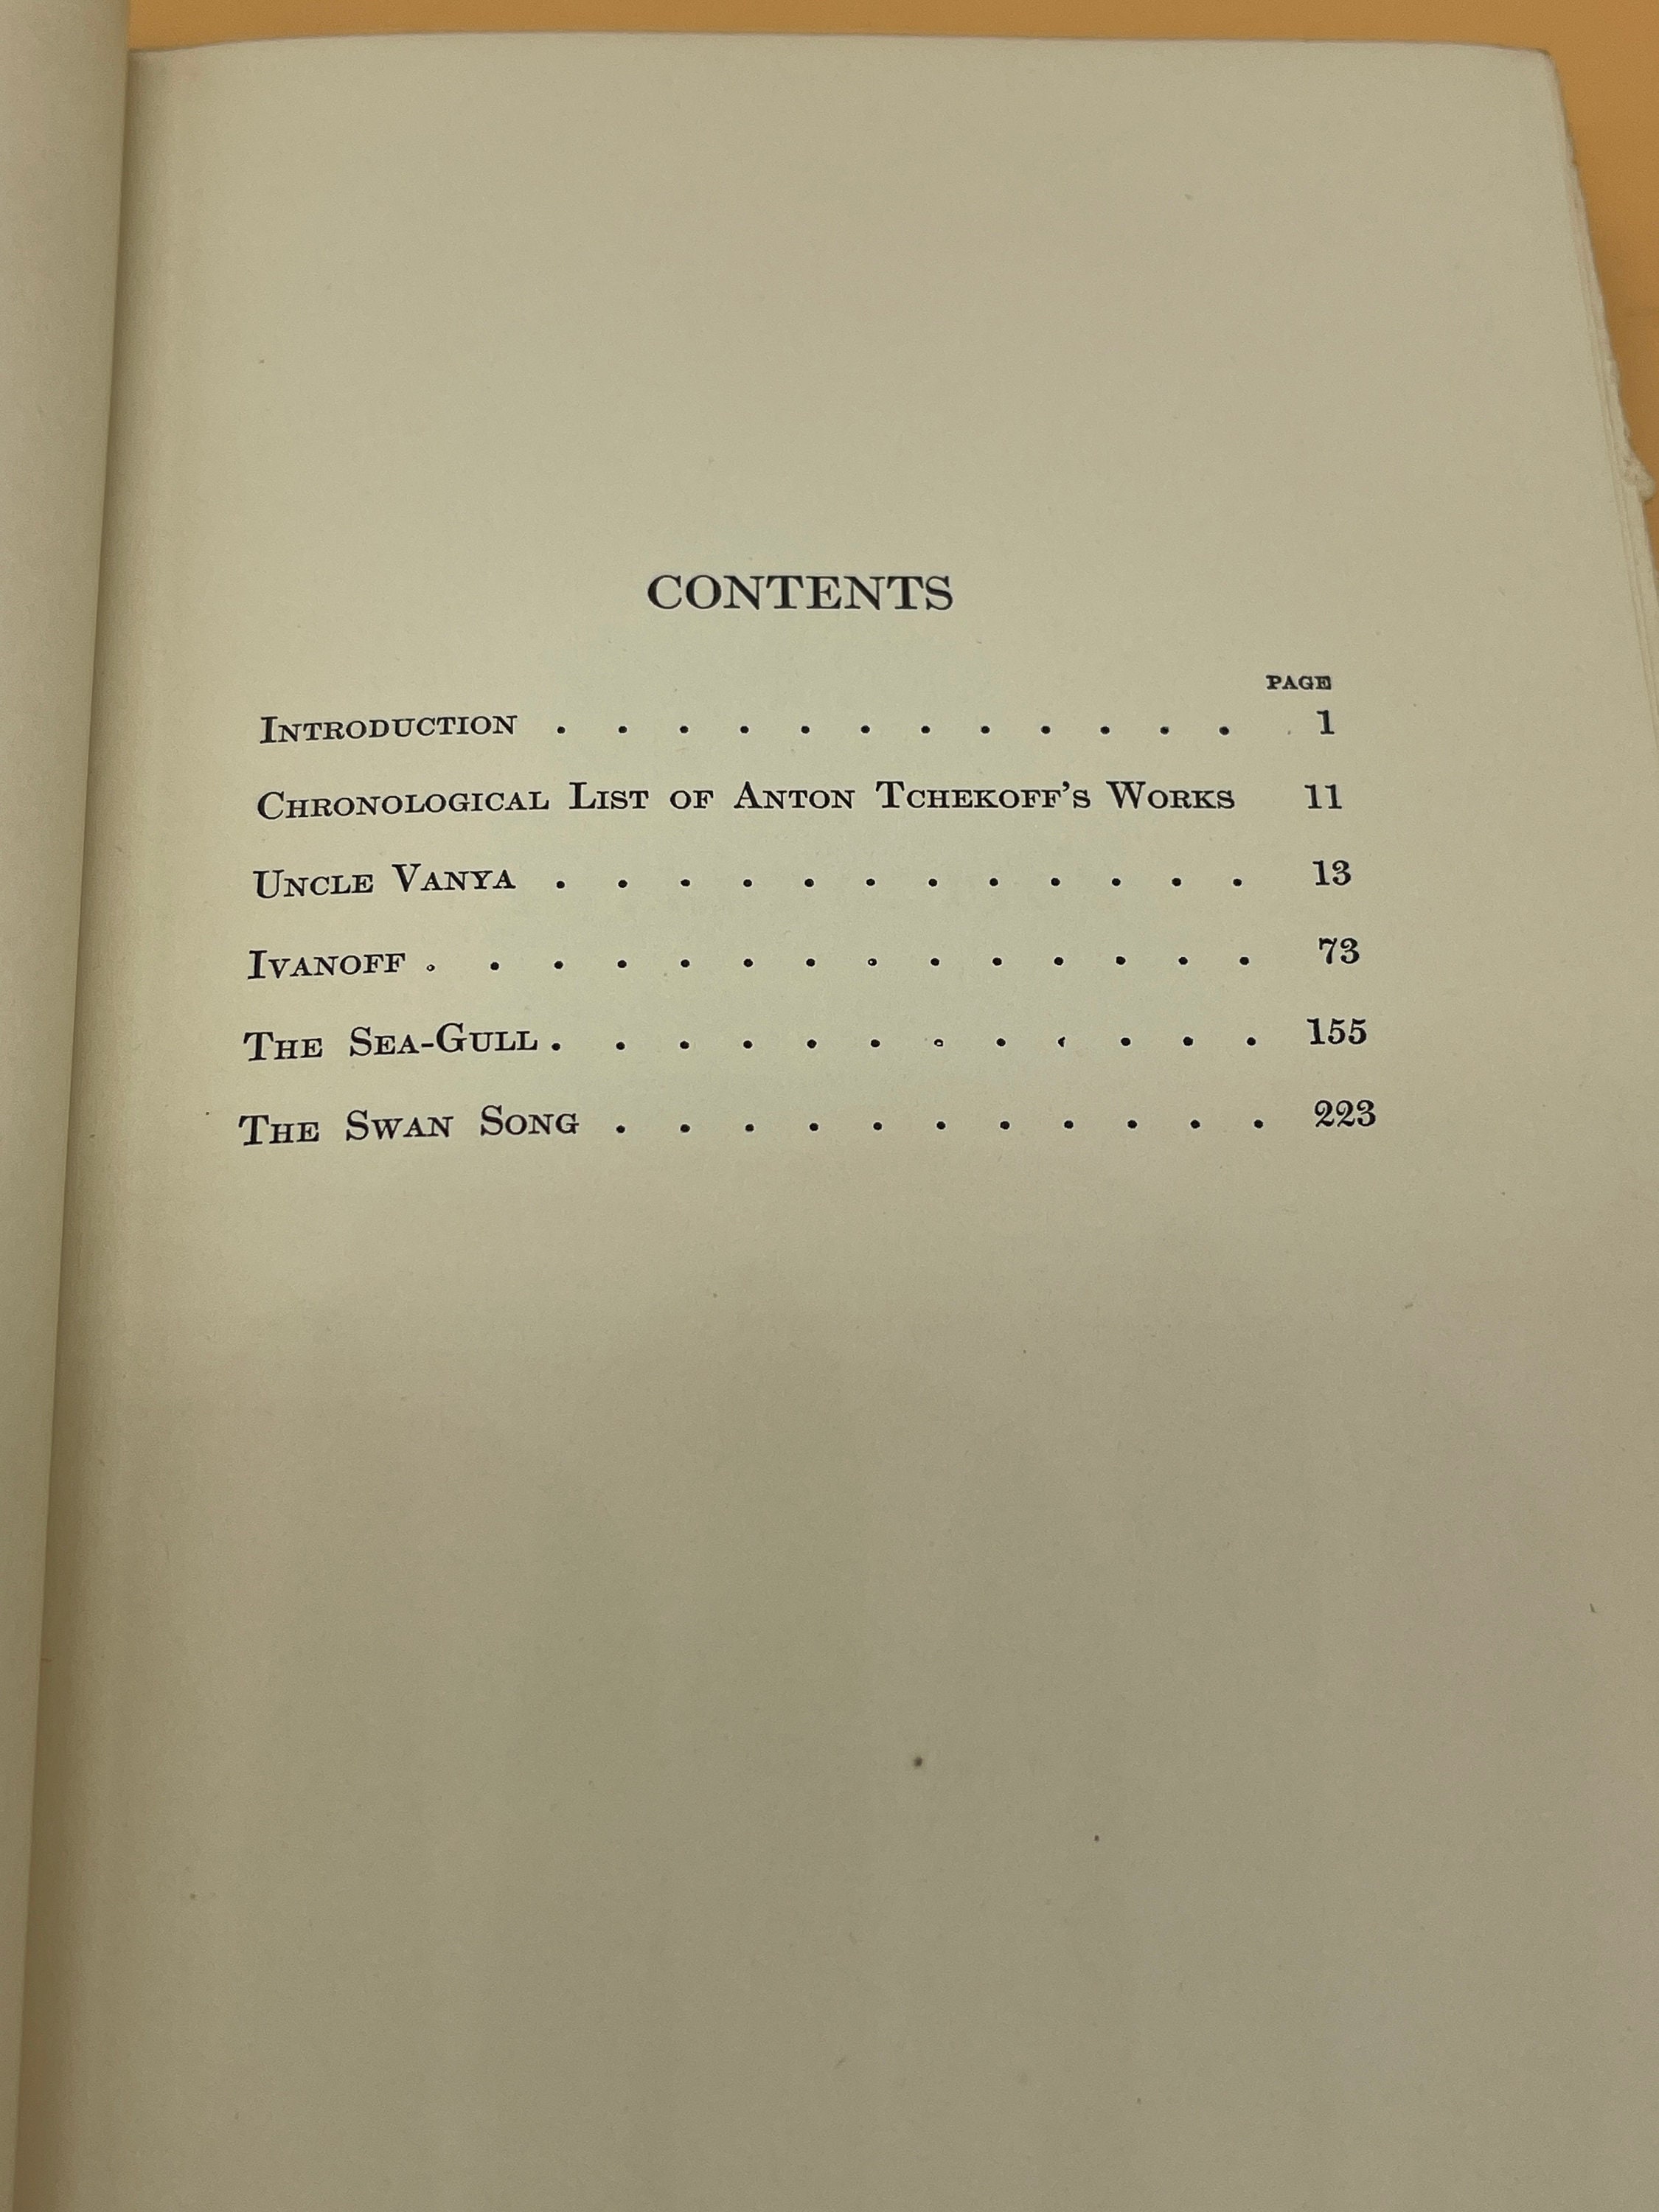 CONTENTS
PAGE
INTRODUCTION . . . . . . . . . . . . 1
CHRONOLOGICAL LIST OF ANTON TCHEKOFF'S WORKS 11
UNCLE VANYA . . . . . . . . . . . . 13
IVANOFF . . . . . . . . . . . . . . 73
THE SEA-GULL . . . . . . . . . . . . 155
THE SWAN SONG . . . . . . . . . . . 223